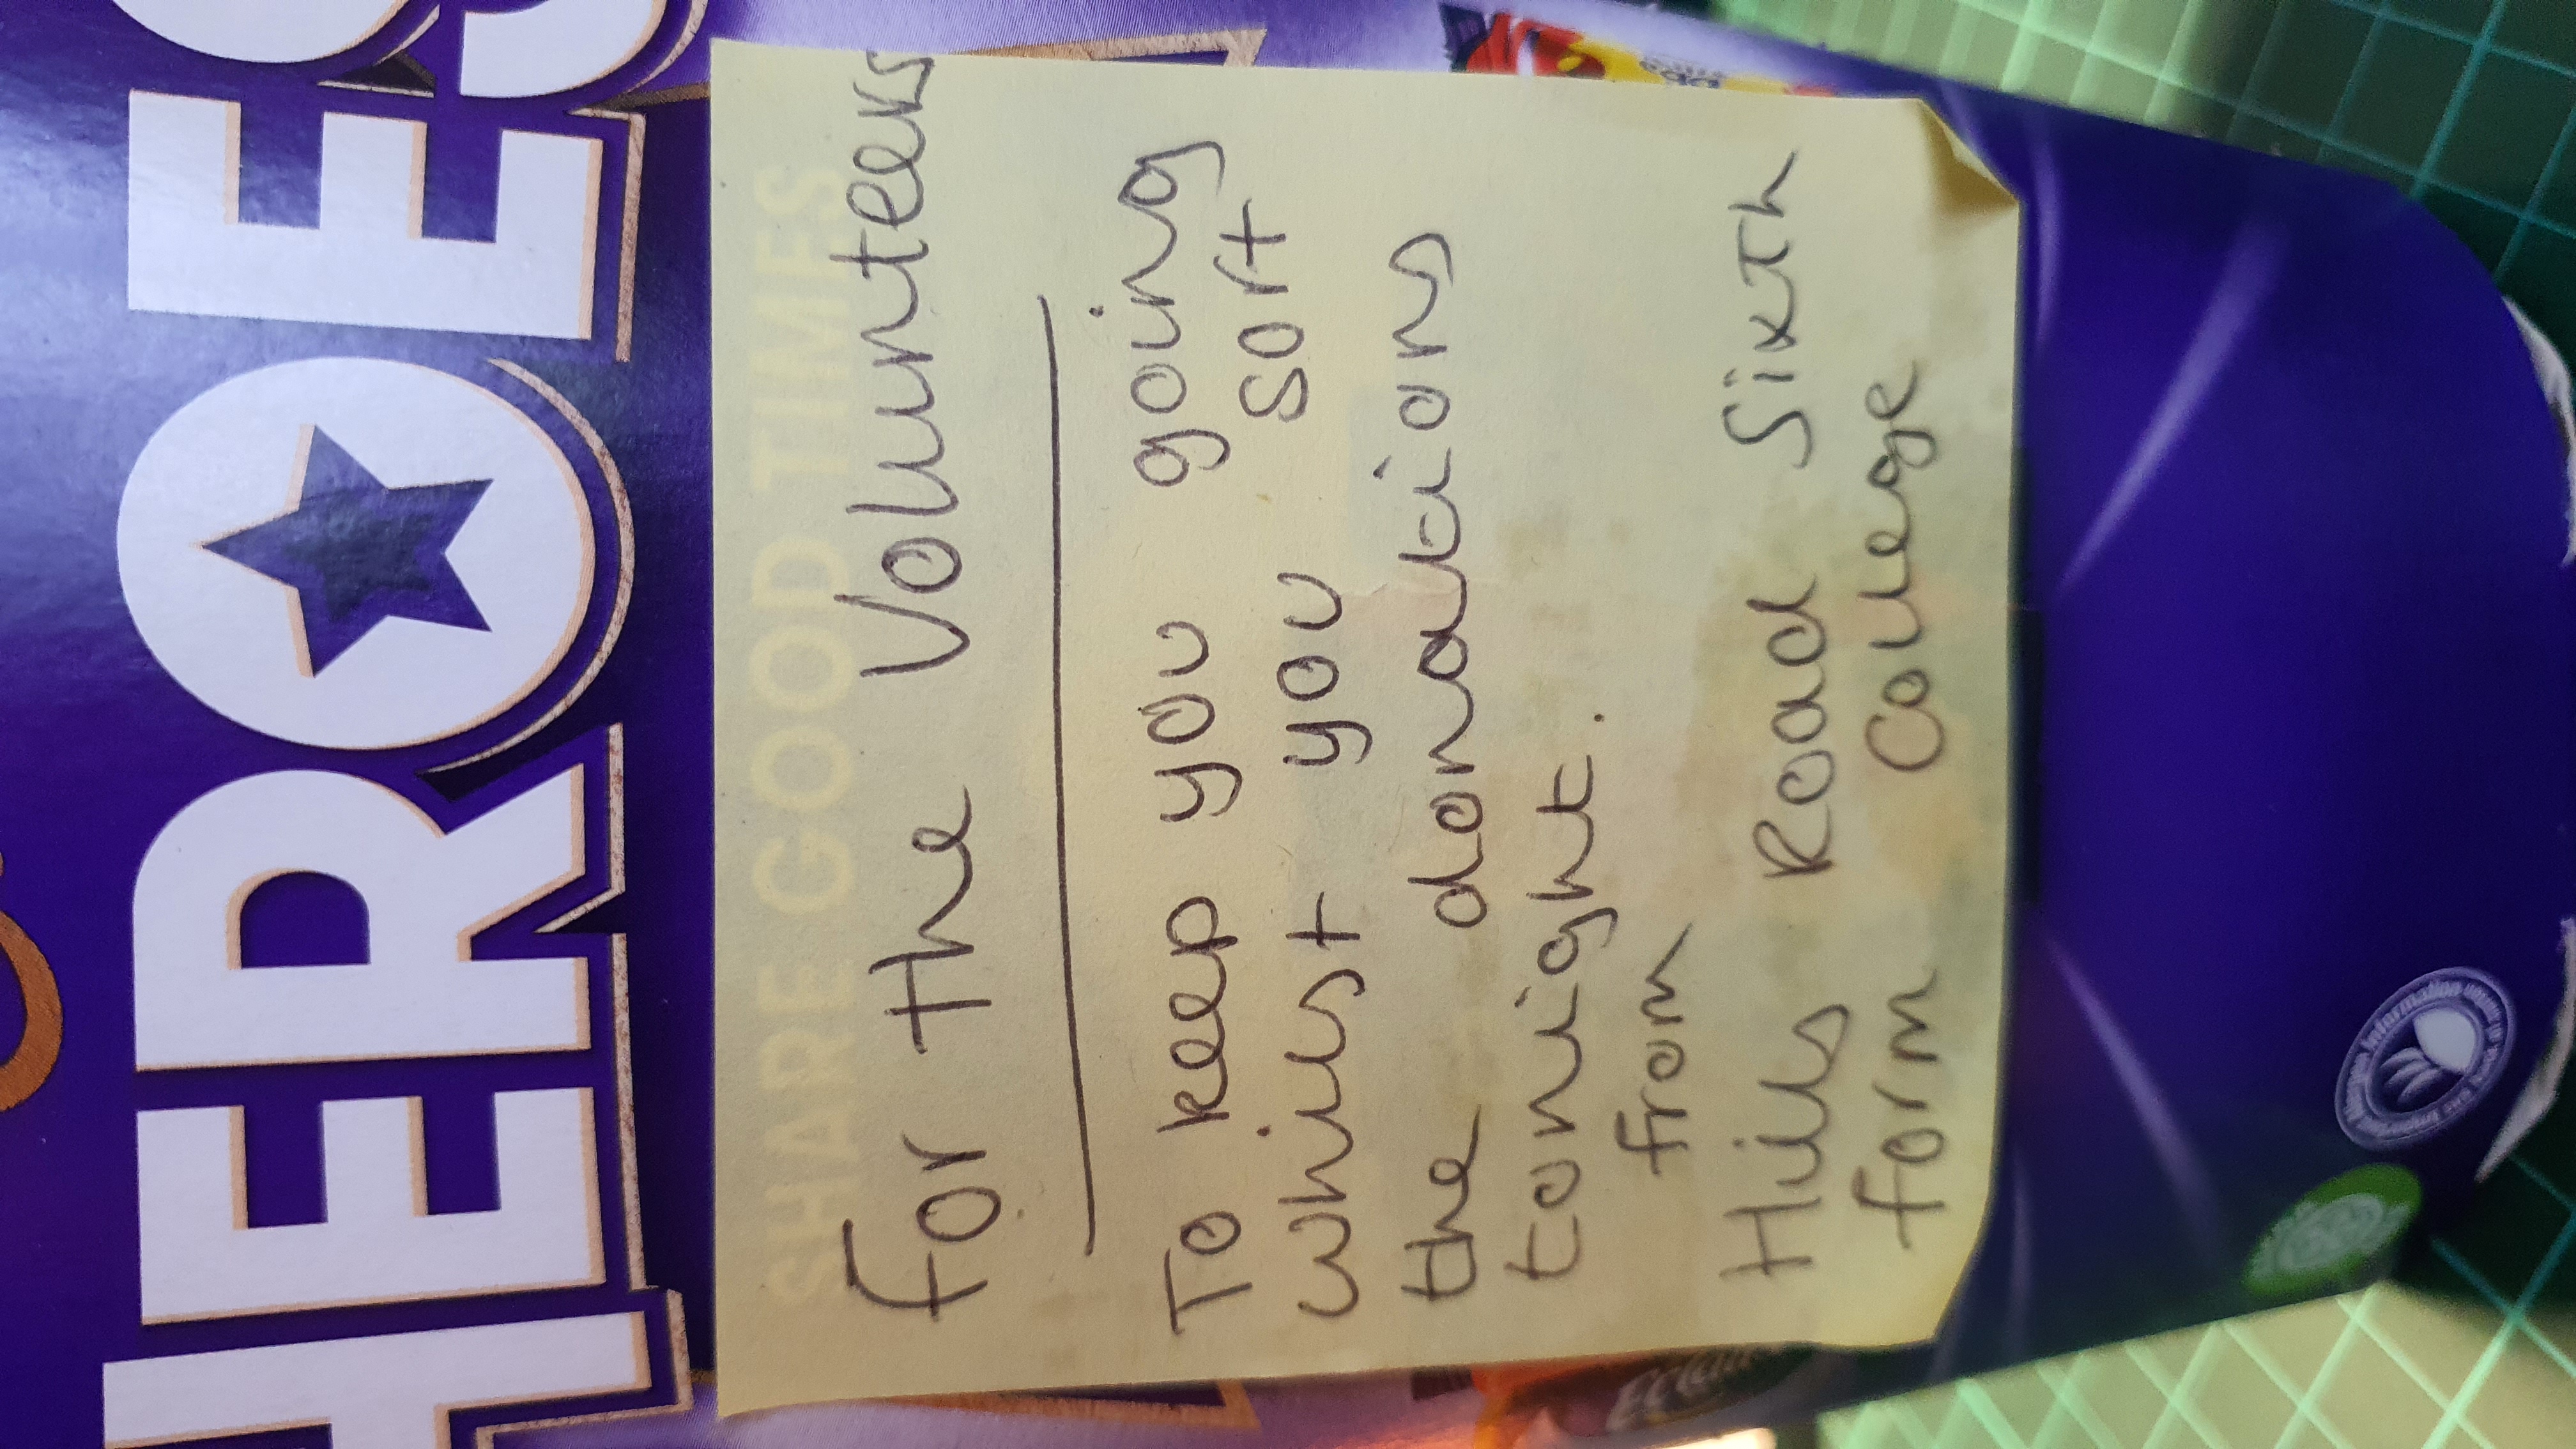 HEROES
SHARE GOOD TIMES
For the Volunteers
To keep you going
whilst you sort
the donations
tonight.
from
Hills Road Sixth
form College